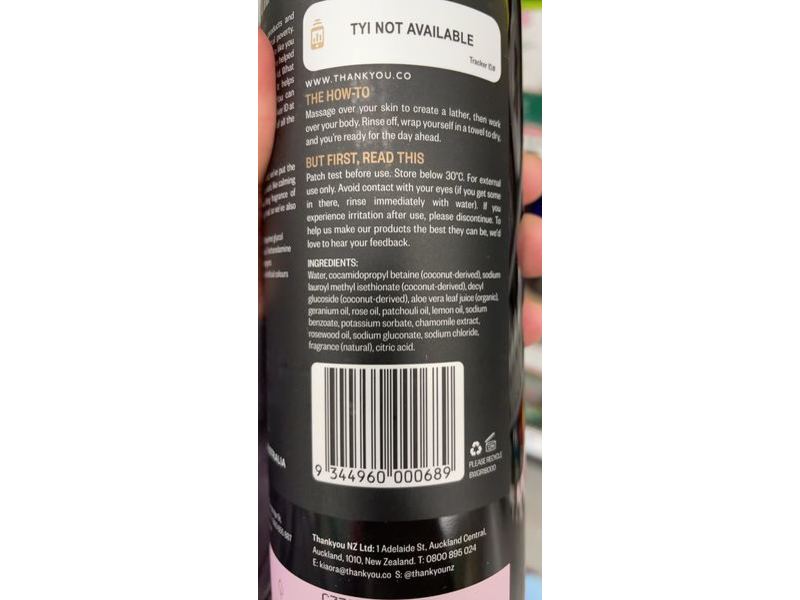 TYI NOT AVAILABLE
Tracker ID#
WWW.THANKYOU.CO
THE HOW-TO
Massage over your skin to create a lather, then work
over your body. Rinse off, wrap yourself in a towel to dry,
and you're ready for the day ahead.
BUT FIRST, READ THIS
Patch test before use. Store below 30°C. For external
use only. Avoid contact with your eyes (if you get some
in there, rinse immediately with water). If you
experience irritation after use, please discontinue. To
help us make our products the best they can be, we'd
love to hear your feedback.
INGREDIENTS:
Water, cocamidopropyl betaine (coconut-derived), sodium
lauroyl methyl isethionate (coconut-derived), decyl
glucoside (coconut-derived), aloe vera leaf juice (organic),
geranium oil, rose oil, patchouli oil, lemon oil, sodium
benzoate, potassium sorbate, chamomile extract,
rosewood oil, sodium gluconate, sodium chloride,
fragrance (natural), citric acid.
9 344960 000689
PLEASE RECYCLE
Thankyou NZ Ltd: 1 Adelaide St, Auckland Central,
Auckland, 1010, New Zealand. T: 0800 895 024
E: kiaora@thankyou.co S: @thankyounz